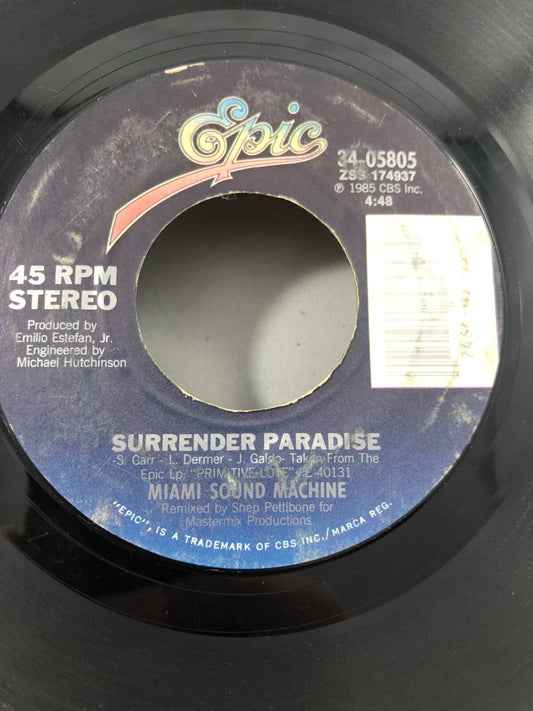 Epic
34-05805
ZSS 174937
℗ 1985 CBS Inc.
4:48
45 RPM
STEREO
Produced by
Emilio Estefan, Jr.
Engineered by
Michael Hutchinson
SURRENDER PARADISE
-S. Carr - L. Dermer - J. Galdo- Taken From The
Epic Lp: "PRIMITIVE LOVE" FE 40131
MIAMI SOUND MACHINE
Remixed by Shep Pettibone for
Mastermix Productions
"EPIC", IS A TRADEMARK OF CBS INC./MARCA REG.